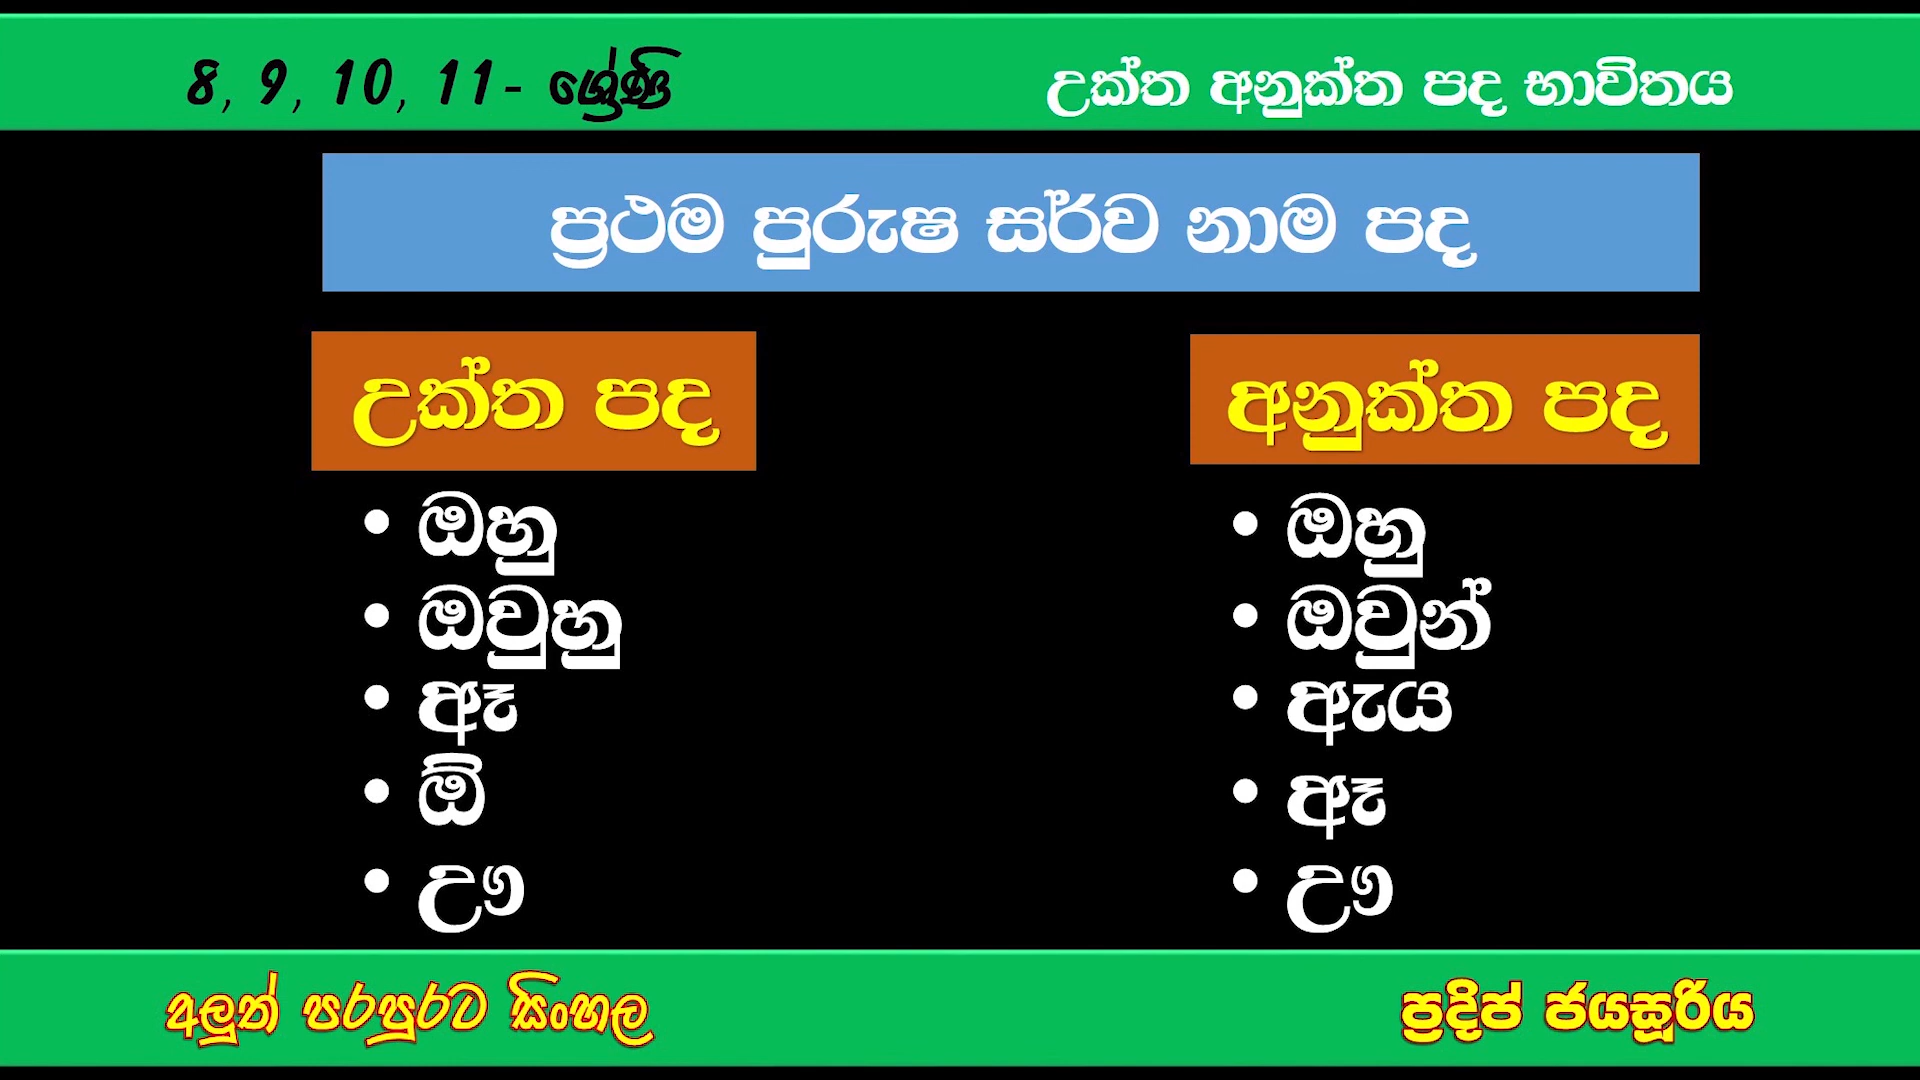 8, 9, 10, 11- ශ්‍රේණි
උක්ත අනුක්ත පද භාවිතය
ප්‍රථම පුරුෂ සර්ව නාම පද
උක්ත පද
• ඔහු
• ඔවුහු
• ඈ
• ඕ
• ඌ
අනුක්ත පද
• ඔහු
• ඔවුන්
• ඇය
• ඈ
• ඌ
අලුත් පරපුරට සිංහල
ප්‍රදිප් ජයසූරිය